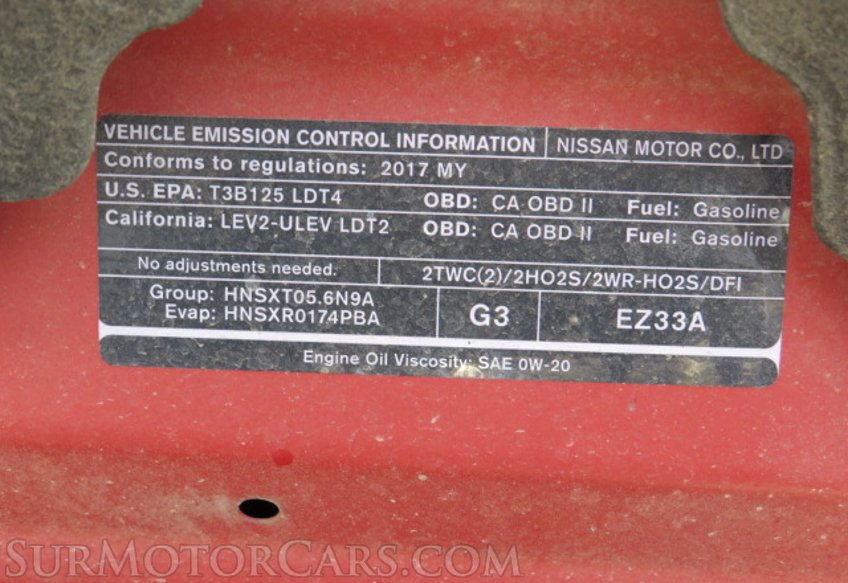 VEHICLE EMISSION CONTROL INFORMATION NISSAN MOTOR CO., LTD
Conforms to regulations: 2017 MY
U.S. EPA: T3B125 LDT4 OBD: CA OBD II Fuel: Gasoline
California: LEV2-ULEV LDT2 OBD: CA OBD II Fuel: Gasoline
No adjustments needed. 2TWC(2)/2HO2S/2WR-HO2S/DFI
Group: HNSXT05.6N9A
Evap: HNSXR0174PBA
G3
EZ33A
Engine Oil Viscosity: SAE 0W-20
SURMOTORCARS.COM